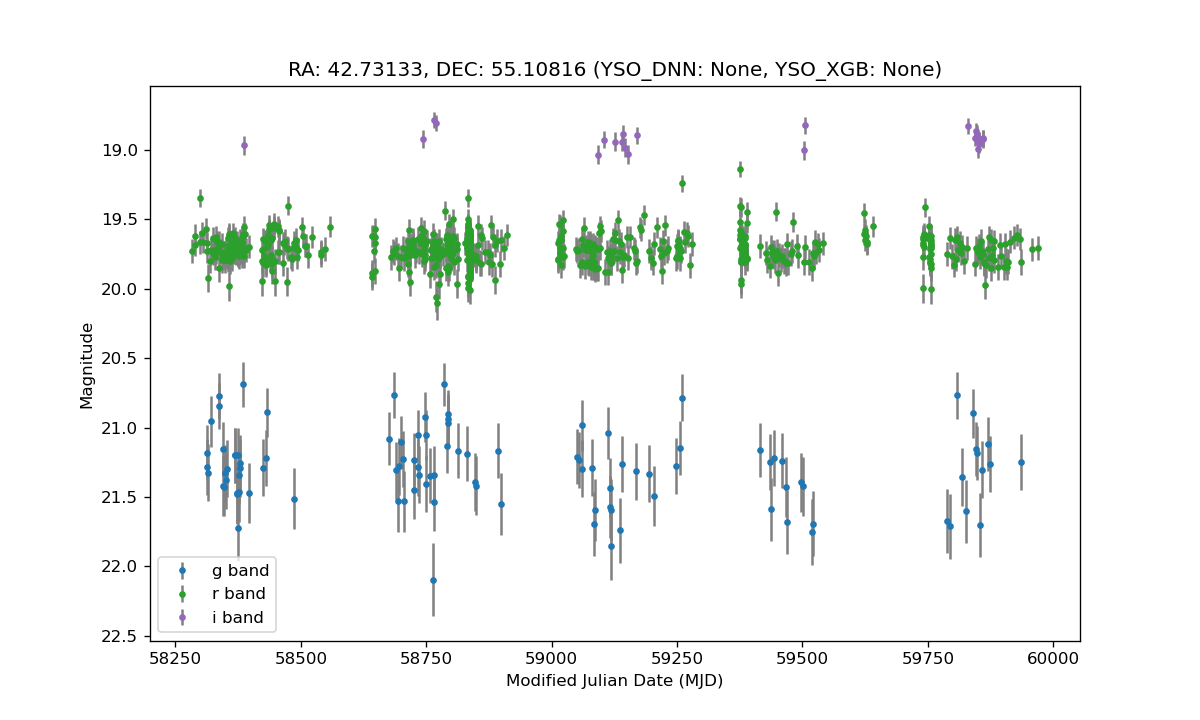 RA: 42.73133, DEC: 55.10816 (YSO_DNN: None, YSO_XGB: None)
Magnitude
19.0
19.5
20.0
20.5
21.0
21.5
22.0
22.5
g band
r band
i band
58250 58500 58750 59000 59250 59500 59750 60000
Modified Julian Date (MJD)